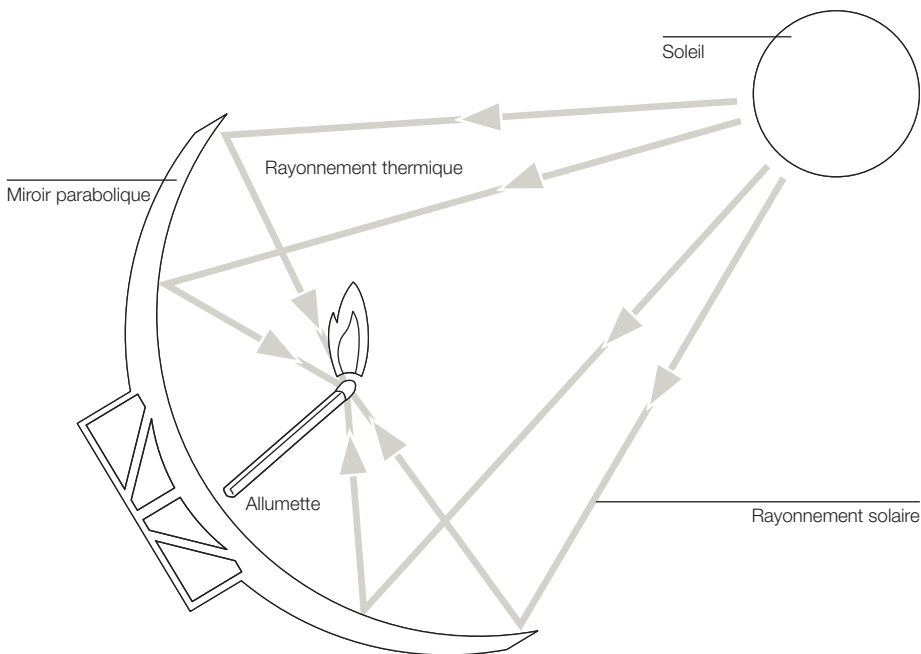 Soleil
Rayonnement thermique
Miroir parabolique
Allumette
Rayonnement solaire